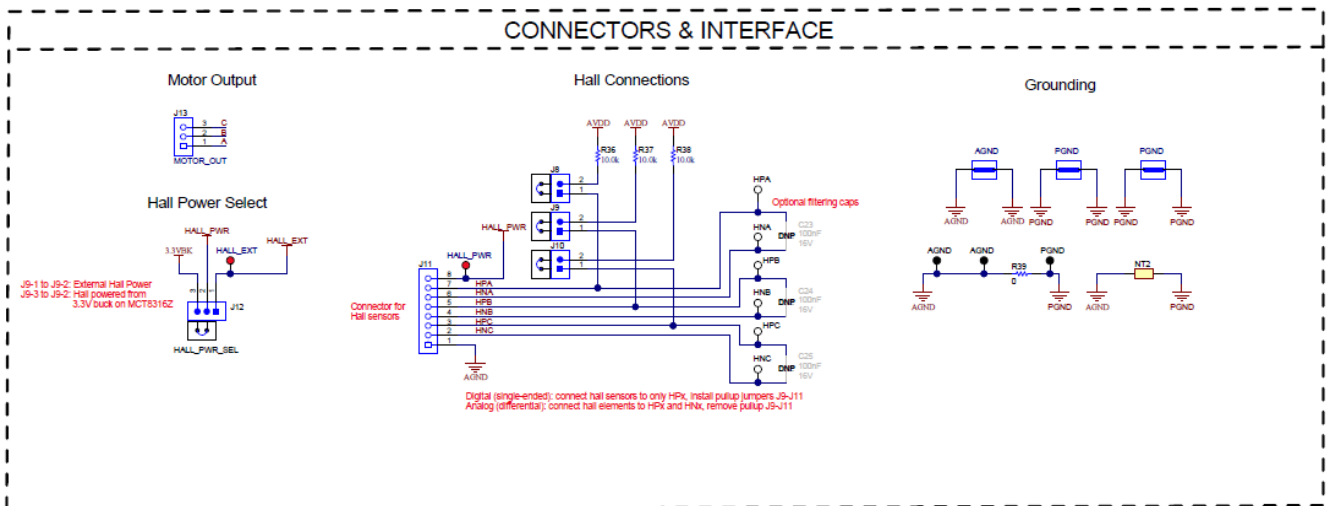 CONNECTORS & INTERFACE
Motor Output
J13
3 C
2 B
1 A
MOTOR_OUT
Hall Power Select
HALL_PWR
3.3VBK
HALL_EXT
HALL_EXT
3
2
1
J9-1 to J9-2: External Hall Power
J9-3 to J9-2: Hall powered from
3.3V buck on MCT8316Z
J12
HALL_PWR_SEL
Hall Connections
AVDD AVDD AVDD
R36
10.0k
R37
10.0k
R38
10.0k
J8
2
1
J9
2
1
J10
2
1
HALL_PWR
HALL_PWR
J11
8
7 HPA
6 HNA
5 HPB
4 HNB
3 HPC
2 HNC
1
Connector for
Hall sensors
AGND
HPA
Optional filtering caps
HNA
DNP
C23
100nF
16V
HPB
HNB
DNP
C24
100nF
16V
HPC
HNC
DNP
C25
100nF
16V
Digital (single-ended): connect hall sensors to only HPx, install pullup jumpers J9-J11
Analog (differential): connect hall elements to HPx and HNx, remove pullup J9-J11
Grounding
AGND PGND PGND
AGND AGND PGND PGND PGND PGND
AGND AGND PGND
R39
0
NT2
AGND PGND AGND PGND